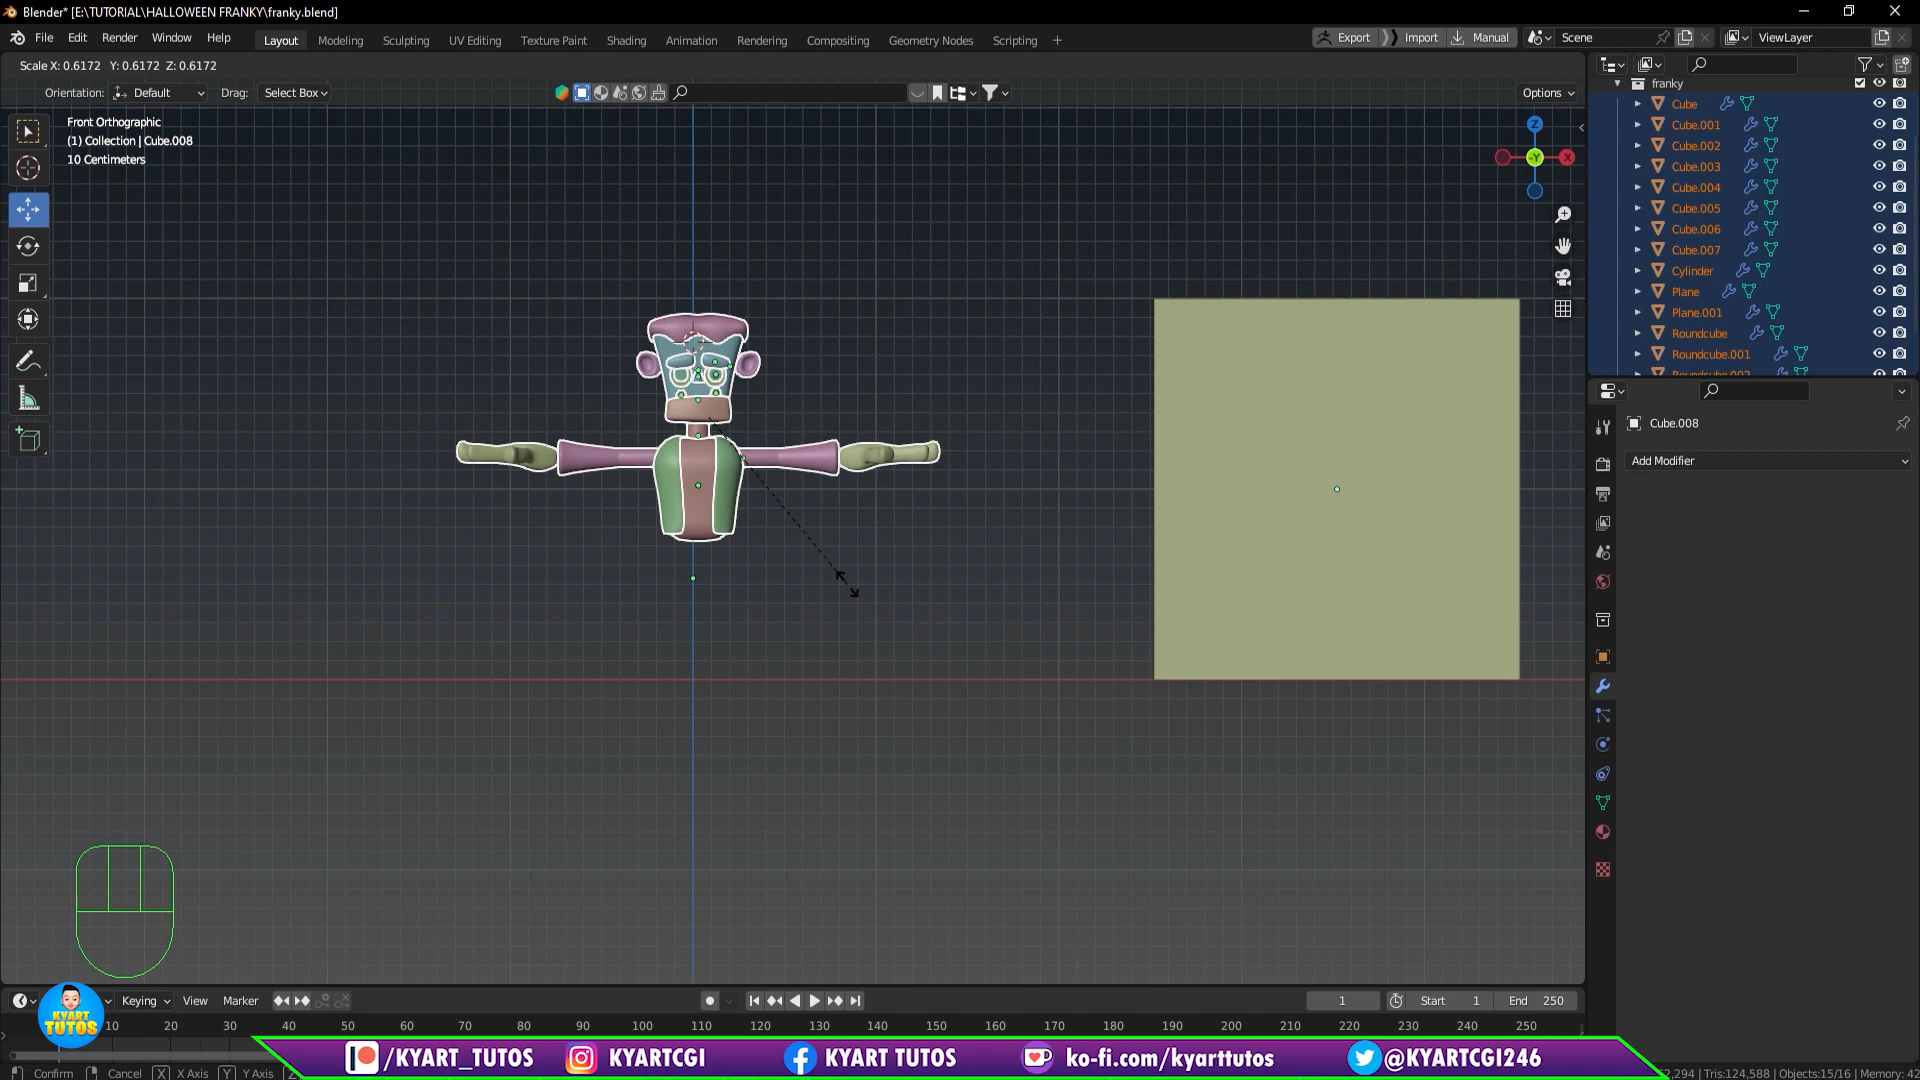 Blender* [E:\TUTORIAL\HALLOWEEN FRANKY\franky.blend]
File Edit Render Window Help Layout Modeling Sculpting UV Editing Texture Paint Shading Animation Rendering Compositing Geometry Nodes Scripting + Export Import Manual Scene ViewLayer
Scale X: 0.6172 Y: 0.6172 Z: 0.6172
Orientation: Default Drag: Select Box Options
Front Orthographic
(1) Collection | Cube.008
10 Centimeters
Z
-Y
X
franky
Cube
Cube.001
Cube.002
Cube.003
Cube.004
Cube.005
Cube.006
Cube.007
Cylinder
Plane
Plane.001
Roundcube
Roundcube.001
Roundcube.002
Cube.008
Add Modifier
Keying View Marker 1 Start 1 End 250
10 20 30 40 50 60 70 80 90 100 110 120 130 140 150 160 170 180 190 200 210 220 230 240 250
KYART
TUTOS
/KYART_TUTOS KYARTCGI KYART TUTOS ko-fi.com/kyarttutos @KYARTCGI246
Confirm Cancel X X Axis Y Y Axis 2,294 | Tris:124,588 | Objects:15/16 | Memory: 42